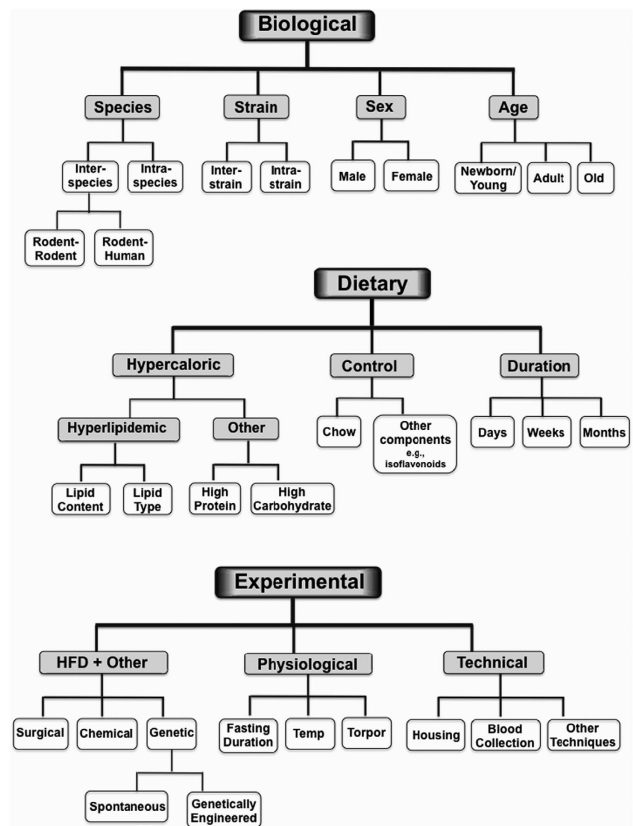 Biological
Species
Strain
Sex
Age
Inter-
species
Intra-
species
Inter-
strain
Intra-
strain
Male
Female
Newborn/
Young
Adult
Old
Rodent-
Rodent
Rodent-
Human
Dietary
Hypercaloric
Control
Duration
Hyperlipidemic
Other
Chow
Other
components
e.g.,
isoflavonoids
Days
Weeks
Months
Lipid
Content
Lipid
Type
High
Protein
High
Carbohydrate
Experimental
HFD + Other
Physiological
Technical
Surgical
Chemical
Genetic
Fasting
Duration
Temp
Torpor
Housing
Blood
Collection
Other
Techniques
Spontaneous
Genetically
Engineered